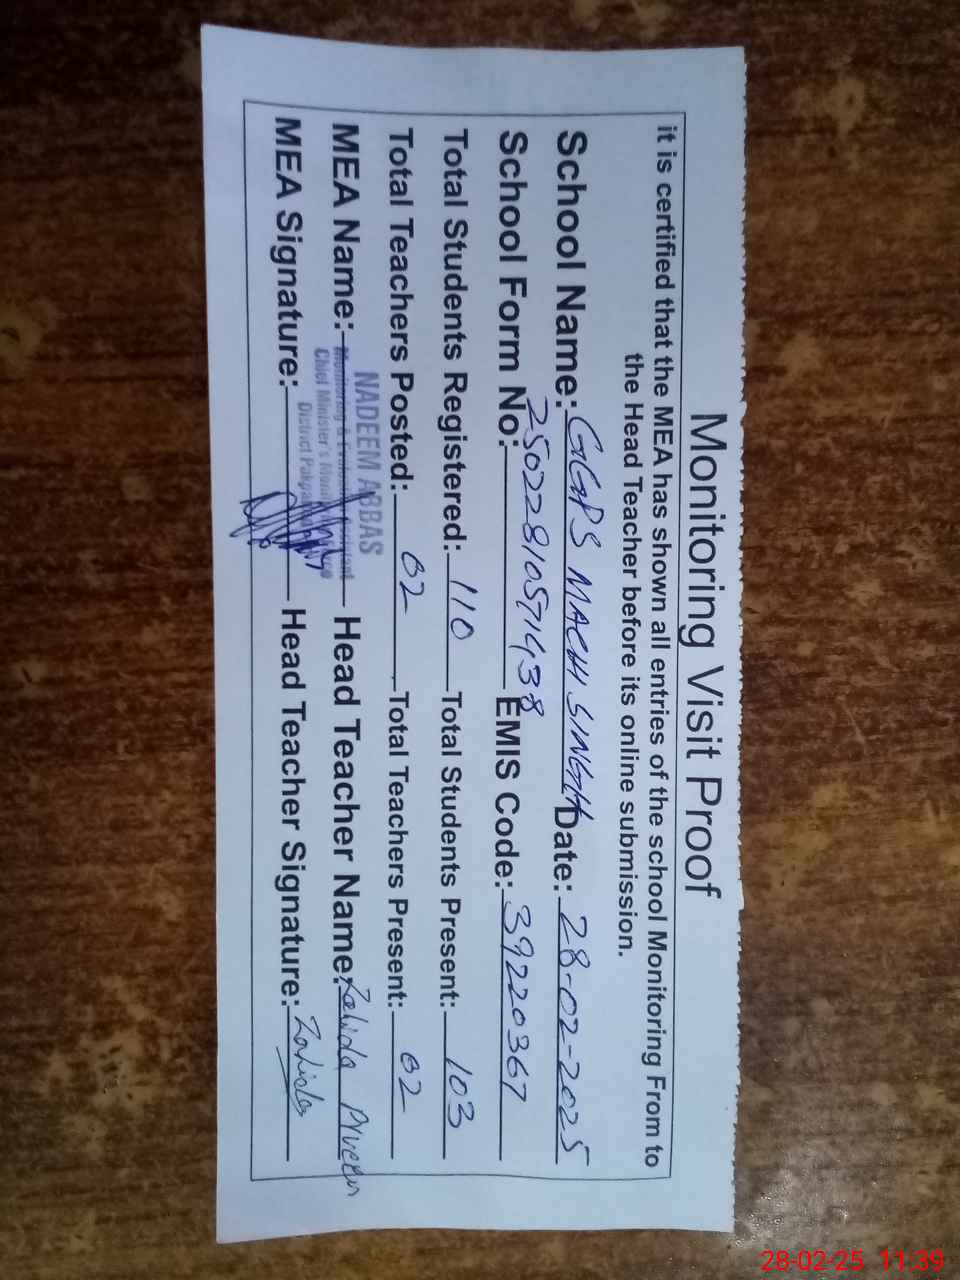 Monitoring Visit Proof
it is certified that the MEA has shown all entries of the school Monitoring From to
the Head Teacher before its online submission.
School Name: GGPS MACHH SINGH Date: 28-02-2025
School Form No: 25022810571438 EMIS Code: 39220367
Total Students Registered: 110 Total Students Present: 103
Total Teachers Posted: 02 Total Teachers Present: 02
NADEEM ABBAS
MEA Name: Head Teacher Name: Zahida Prveen
Monitoring &
Chief Minister's
District
MEA Signature: Head Teacher Signature: Zahida
28-02-25 11:39